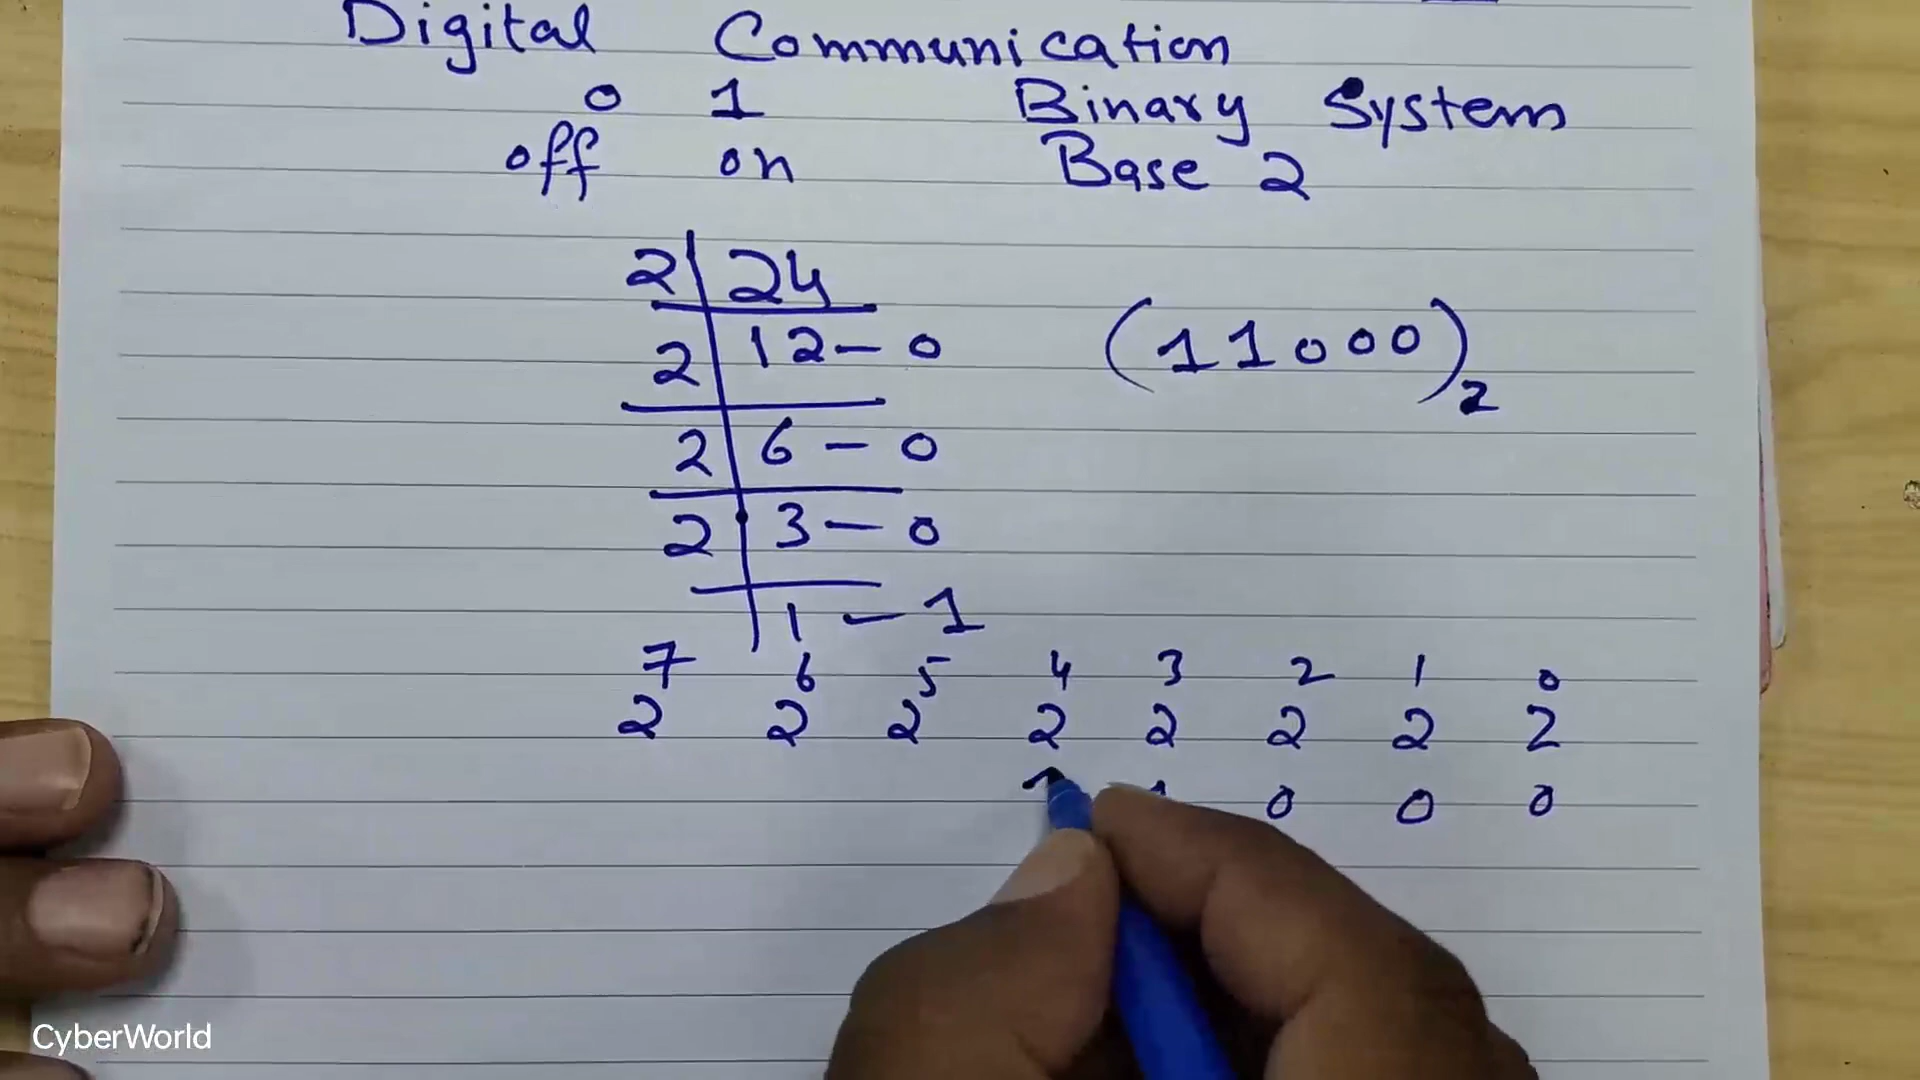 Digital Communication
0 1 Binary System
off on Base 2
2 24
2 12 - 0 (11000)2
2 6 - 0
2 3 - 0
1 - 1
7 6 5 4 3 2 1 0
2 2 2 2 2 2 2 2
1 1 0 0 0
CyberWorld